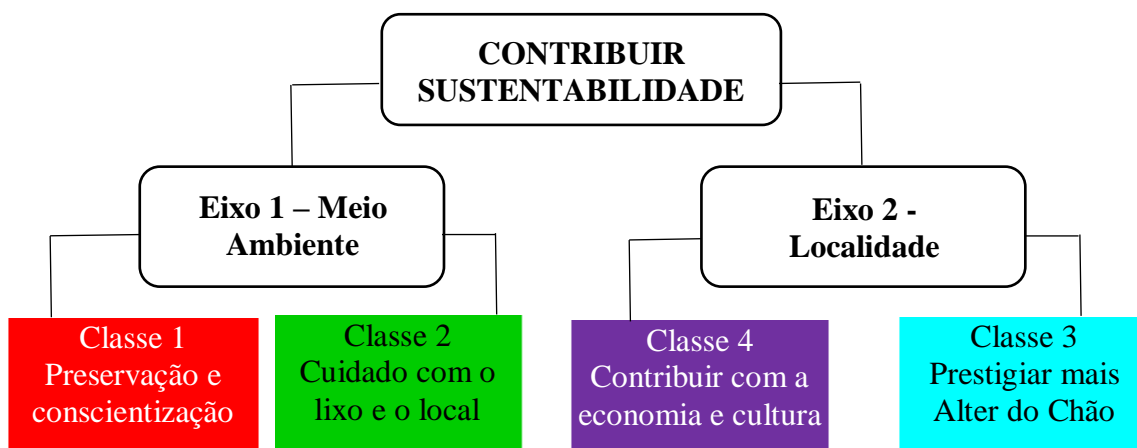 CONTRIBUIR
SUSTENTABILIDADE
Eixo 1 – Meio
Ambiente
Eixo 2 -
Localidade
Classe 1
Preservação e
conscientização
Classe 2
Cuidado com o
lixo e o local
Classe 4
Contribuir com a
economia e cultura
Classe 3
Prestigiar mais
Alter do Chão